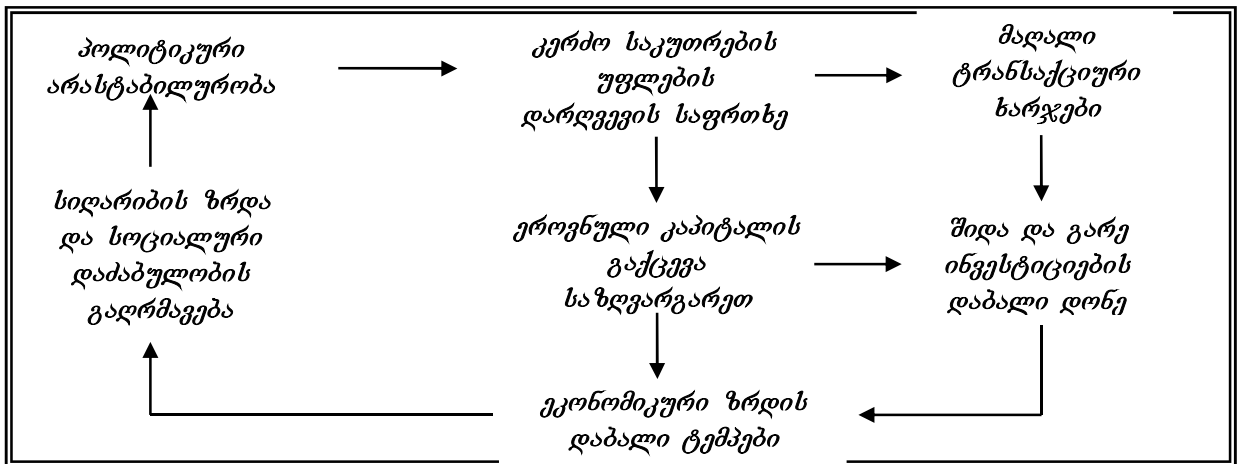 პოლიტიკური
არასტაბილურობა
კერძო საკუთრების
უფლების
დარღვევის საფრთხე
მაღალი
ტრანსაქციური
ხარჯები
სიღარიბის ზრდა
და სოციალური
დაძაბულობის
გაღრმავება
ეროვნული კაპიტალის
გაქცევა
საზღვარგარეთ
შიდა და გარე
ინვესტიციების
დაბალი დონე
ეკონომიკური ზრდის
დაბალი ტემპები